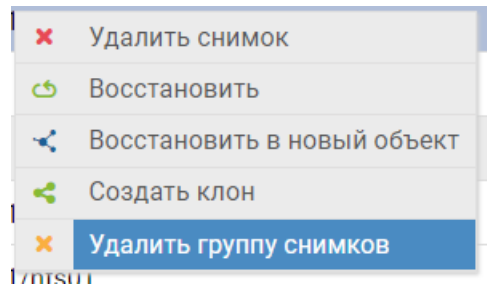 Удалить снимок
Восстановить
Восстановить в новый объект
Создать клон
Удалить группу снимков